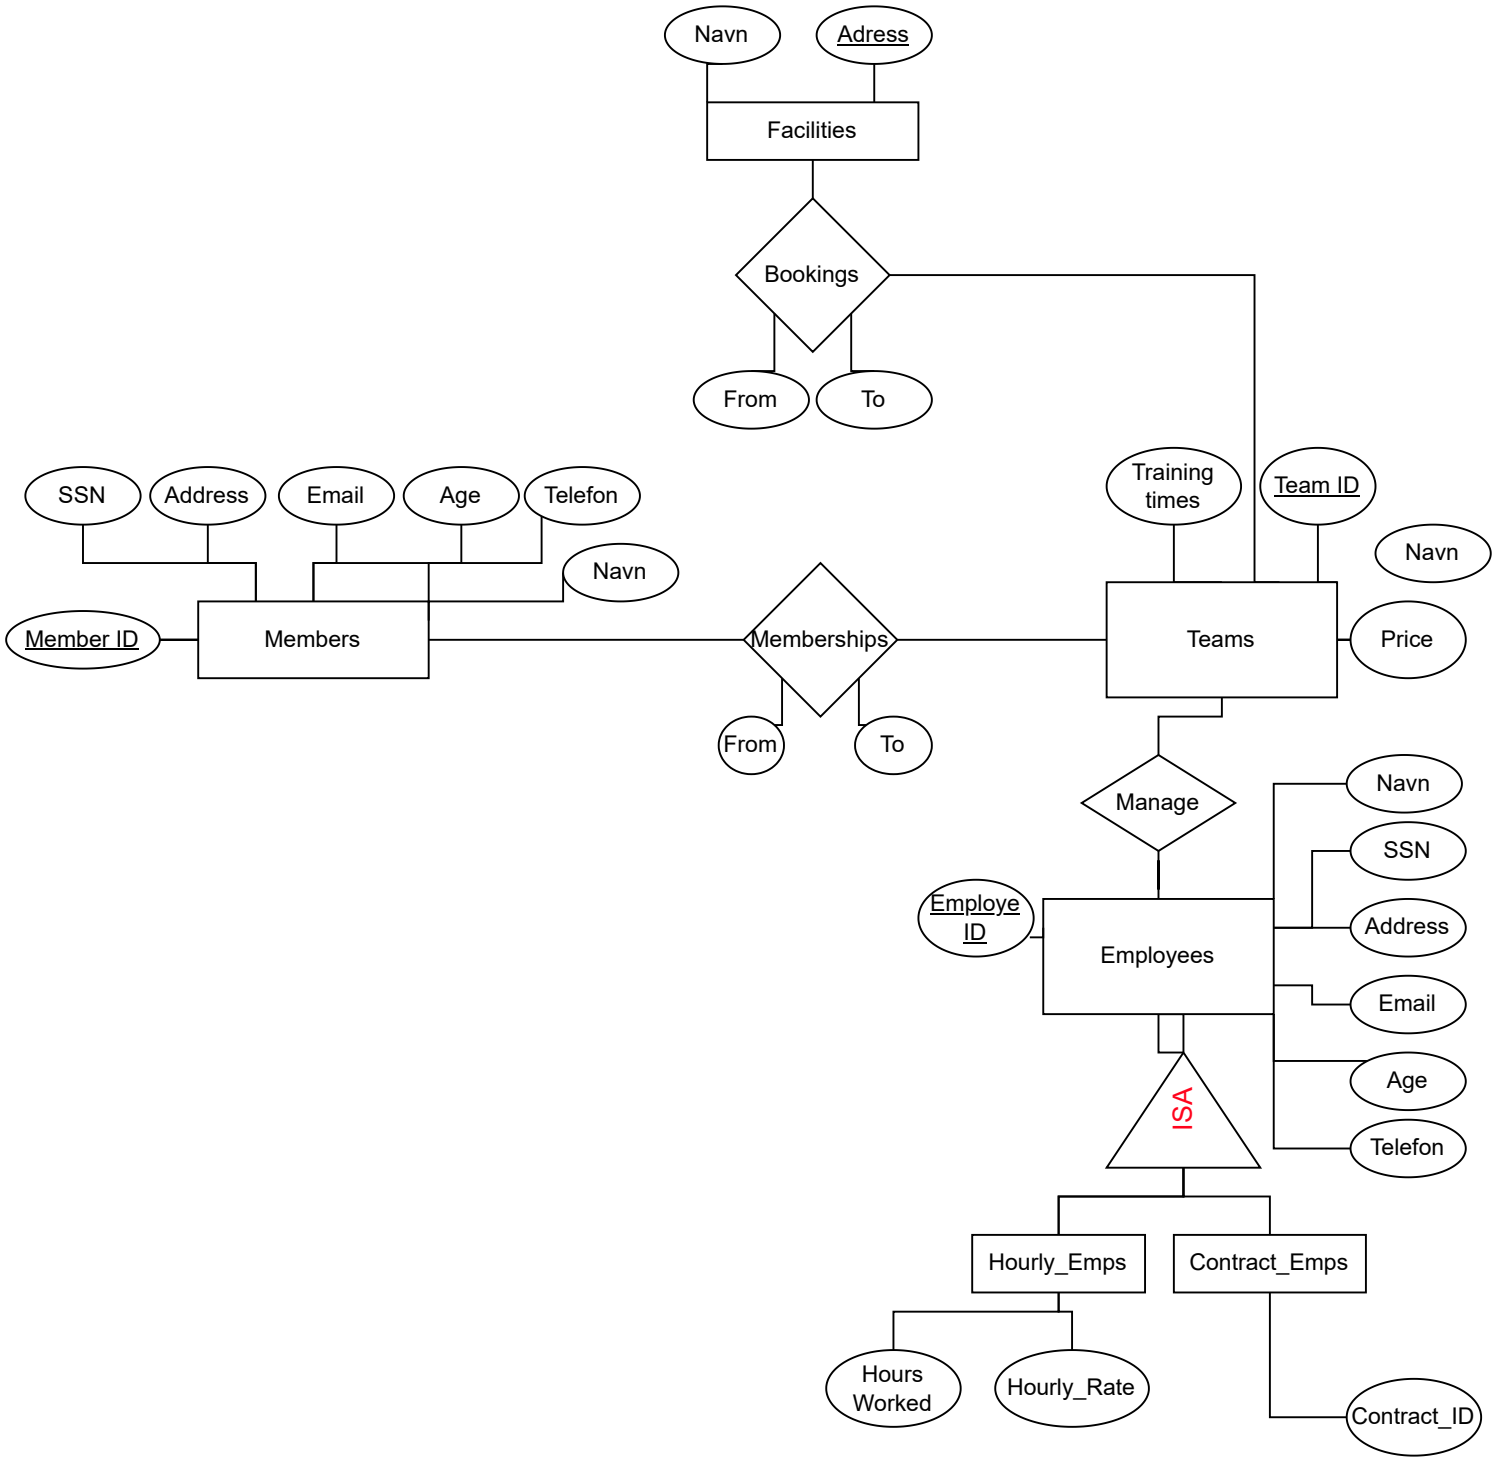 Navn
Adress
Facilities
Bookings
From
To
SSN
Address
Email
Age
Telefon
Navn
Member ID
Members
Memberships
From
To
Training
times
Team ID
Navn
Teams
Price
Manage
Navn
SSN
Employe
ID
Employees
Address
Email
Age
Telefon
ISA
Hourly_Emps
Contract_Emps
Hours
Worked
Hourly_Rate
Contract_ID